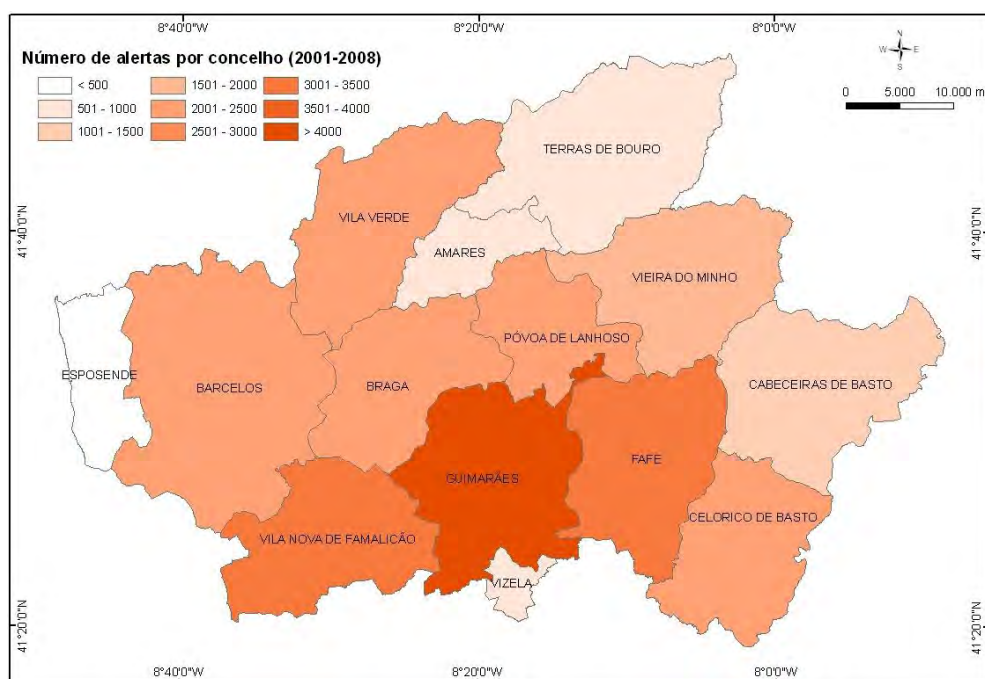 8°40'0"W 8°20'0"W 8°0'0"W
Número de alertas por concelho (2001-2008)
< 500 1501 - 2000 3001 - 3500
501 - 1000 2001 - 2500 3501 - 4000
1001 - 1500 2501 - 3000 > 4000
N
W E
S
0 5.000 10.000 m
TERRAS DE BOURO
VILA VERDE
41°40'0"N 41°40'0"N
AMARES
VIEIRA DO MINHO
PÓVOA DE LANHOSO
ESPOSENDE
BARCELOS
BRAGA
CABECEIRAS DE BASTO
FAFE
GUIMARÃES
CELORICO DE BASTO
VILA NOVA DE FAMALICÃO
VIZELA
41°20'0"N 41°20'0"N
8°40'0"W 8°20'0"W 8°0'0"W